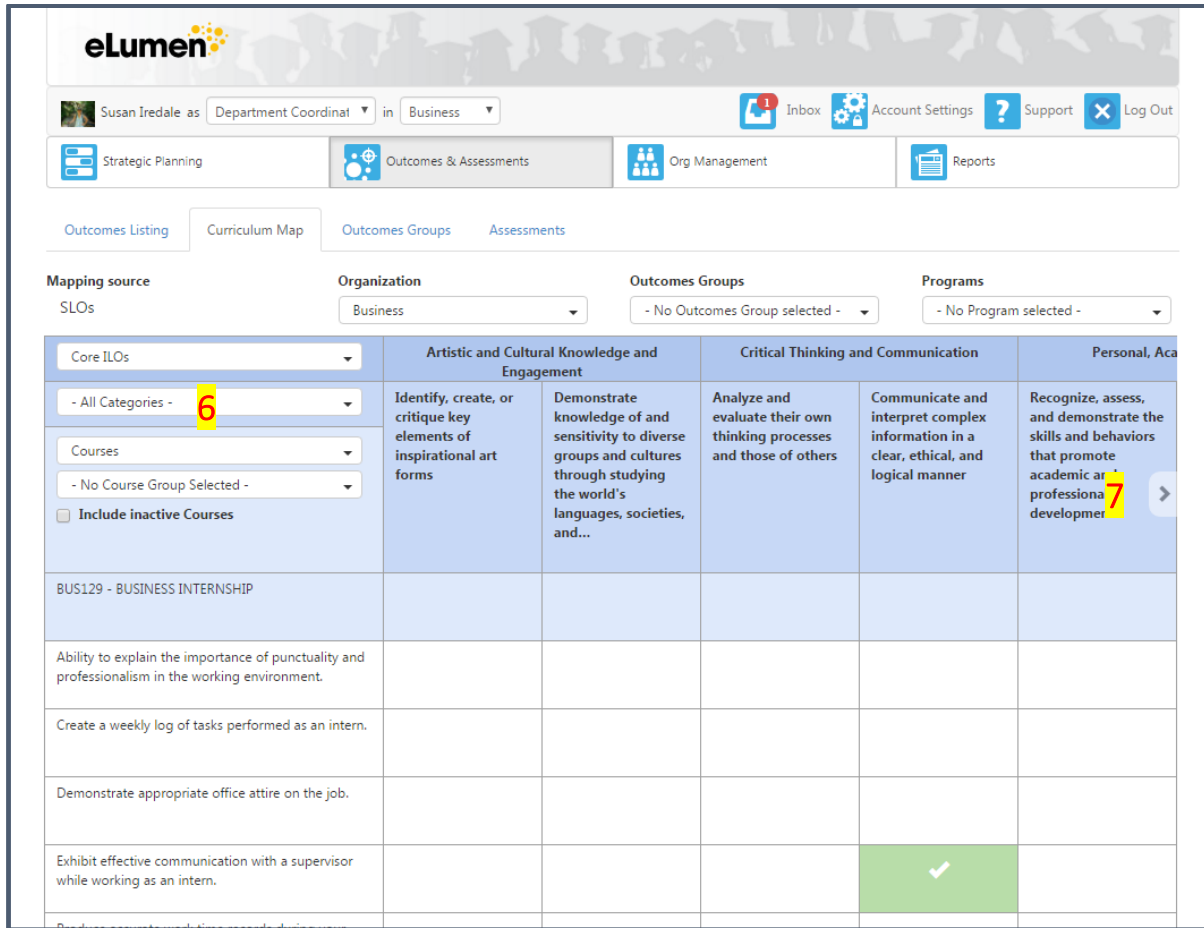 eLumen
Susan Iredale as Department Coordinat in Business
1
Inbox Account Settings ? Support Log Out
Strategic Planning
Outcomes & Assessments
Org Management
Reports
Outcomes Listing Curriculum Map Outcomes Groups Assessments
Mapping source
SLOs
Organization
Business
Outcomes Groups
- No Outcomes Group selected -
Programs
- No Program selected -
Core ILOs
- All Categories -
6
Courses
- No Course Group Selected -
Include inactive Courses
Artistic and Cultural Knowledge and
Engagement
Critical Thinking and Communication
Personal, Aca
Identify, create, or
critique key
elements of
inspirational art
forms
Demonstrate
knowledge of and
sensitivity to diverse
groups and cultures
through studying
the world's
languages, societies,
and...
Analyze and
evaluate their own
thinking processes
and those of others
Communicate and
interpret complex
information in a
clear, ethical, and
logical manner
Recognize, assess,
and demonstrate the
skills and behaviors
that promote
academic an
professiona
developmen
7
BUS129 - BUSINESS INTERNSHIP
Ability to explain the importance of punctuality and
professionalism in the working environment.
Create a weekly log of tasks performed as an intern.
Demonstrate appropriate office attire on the job.
Exhibit effective communication with a supervisor
while working as an intern.